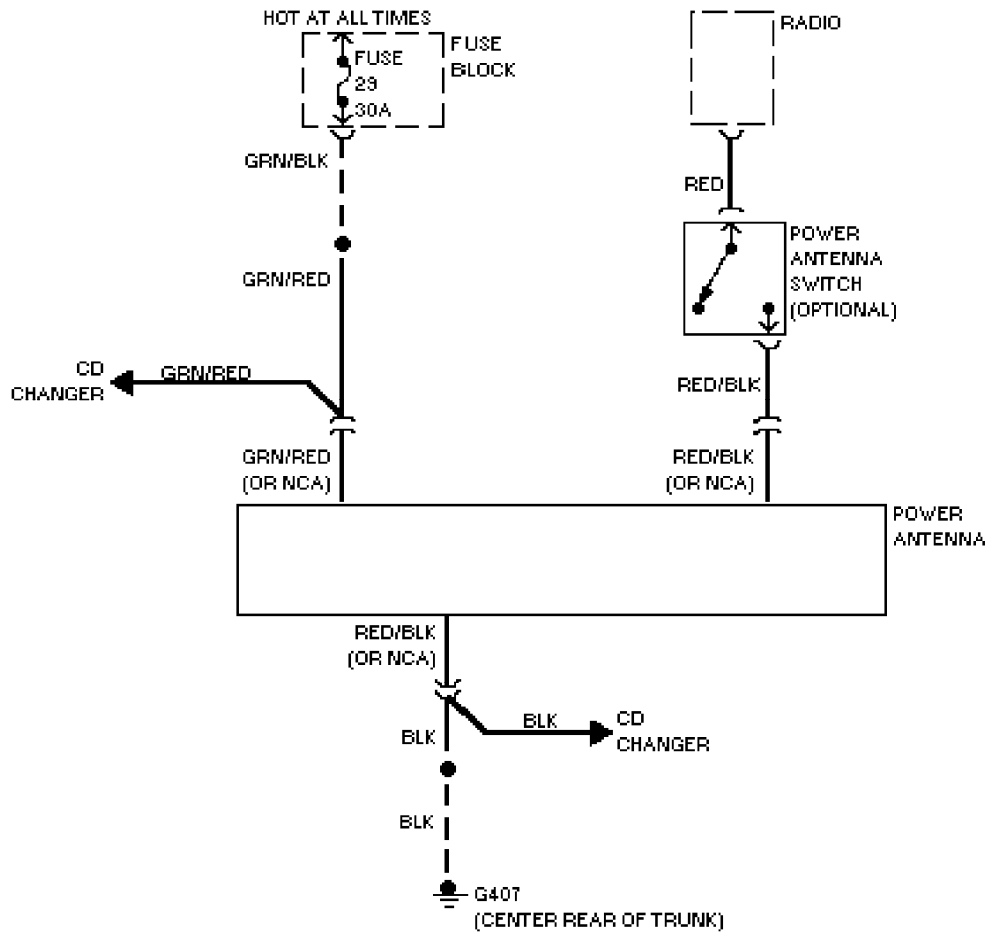 HOT AT ALL TIMES
FUSE
29
30A
FUSE
BLOCK
RADIO
GRN/BLK
RED
POWER
ANTENNA
SWITCH
(OPTIONAL)
GRN/RED
CD
CHANGER
GRN/RED
RED/BLK
GRN/RED
(OR NCA)
RED/BLK
(OR NCA)
POWER
ANTENNA
RED/BLK
(OR NCA)
BLK
CD
CHANGER
BLK
BLK
G407
(CENTER REAR OF TRUNK)